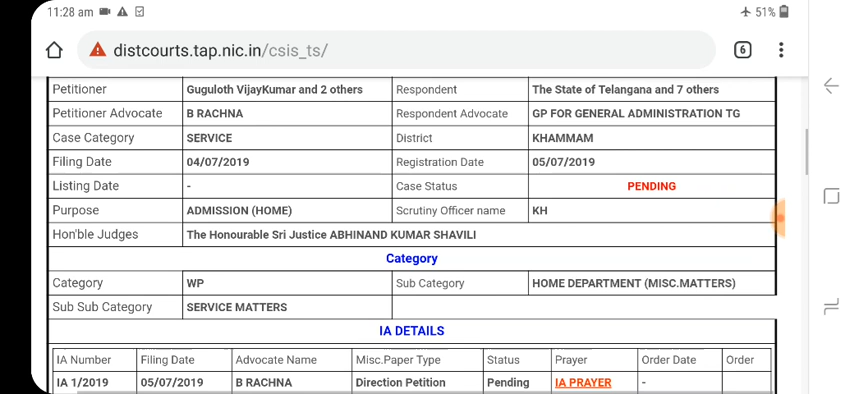 11:28 am 51%
distcourts.tap.nic.in/csis_ts/ 6
Petitioner Guguloth VijayKumar and 2 others Respondent The State of Telangana and 7 others
Petitioner Advocate B RACHNA Respondent Advocate GP FOR GENERAL ADMINISTRATION TG
Case Category SERVICE District KHAMMAM
Filing Date 04/07/2019 Registration Date 05/07/2019
Listing Date - Case Status PENDING
Purpose ADMISSION (HOME) Scrutiny Officer name KH
Hon'ble Judges The Honourable Sri Justice ABHINAND KUMAR SHAVILI
Category
Category WP Sub Category HOME DEPARTMENT (MISC.MATTERS)
Sub Sub Category SERVICE MATTERS
IA DETAILS
IA Number Filing Date Advocate Name Misc.Paper Type Status Prayer Order Date Order
IA 1/2019 05/07/2019 B RACHNA Direction Petition Pending IA PRAYER -